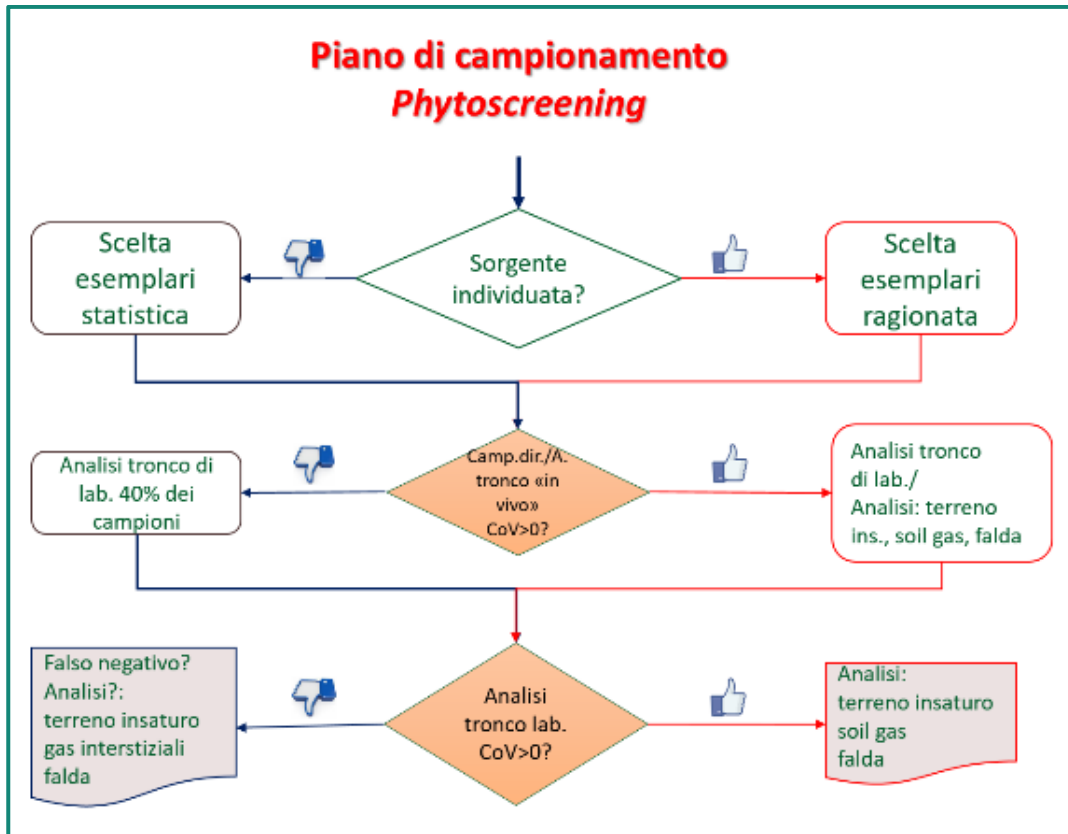 Piano di campionamento
Phytoscreening
Scelta
esemplari
statistica
Sorgente
individuata?
Scelta
esemplari
ragionata
Analisi tronco di
lab. 40% dei
campioni
Camp.dir./A.
tronco «in
vivo»
CoV>0?
Analisi tronco
di lab./
Analisi: terreno
ins., soil gas, falda
Falso negativo?
Analisi?:
terreno insaturo
gas interstiziali
falda
Analisi
tronco lab.
CoV>0?
Analisi:
terreno insaturo
soil gas
falda